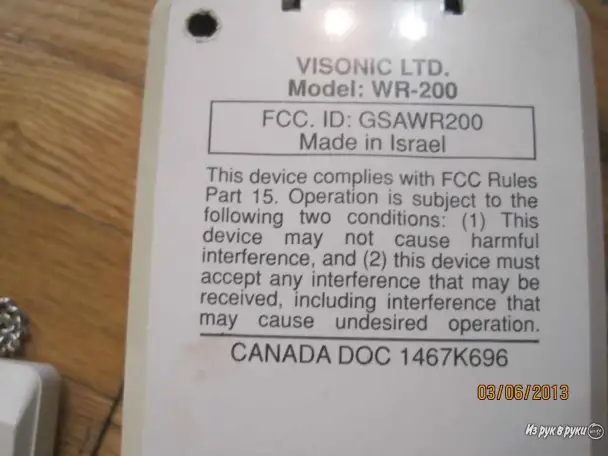 VISONIC LTD.
Model: WR-200
FCC. ID: GSAWR200
Made in Israel
This device complies with FCC Rules
Part 15. Operation is subject to the
following two conditions: (1) This
device may not cause harmful
interference, and (2) this device must
accept any interference that may be
received, including interference that
may cause undesired operation.
CANADA DOC 1467K696
03/06/2013
Из рук в руки